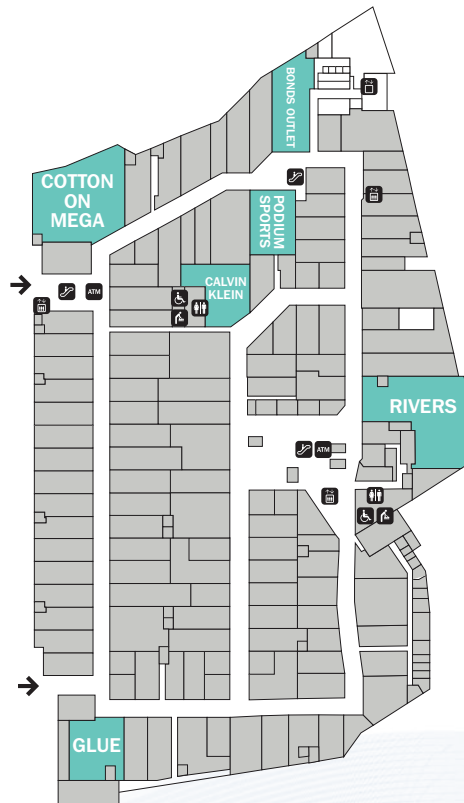 BONDS OUTLET
COTTON
ON
MEGA
PODIUM
SPORTS
CALVIN
KLEIN
ATM
RIVERS
ATM
GLUE